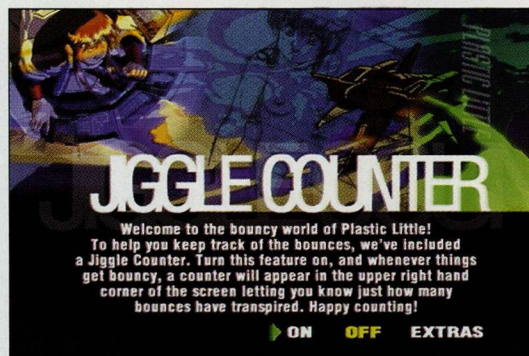 PLASTIC LITTLE
JIGGLE COUNTER
Welcome to the bouncy world of Plastic Little!
To help you keep track of the bounces, we've included
a Jiggle Counter. Turn this feature on, and whenever things
get bouncy, a counter will appear in the upper right hand
corner of the screen letting you know just how many
bounces have transpired. Happy counting!
ON OFF EXTRAS